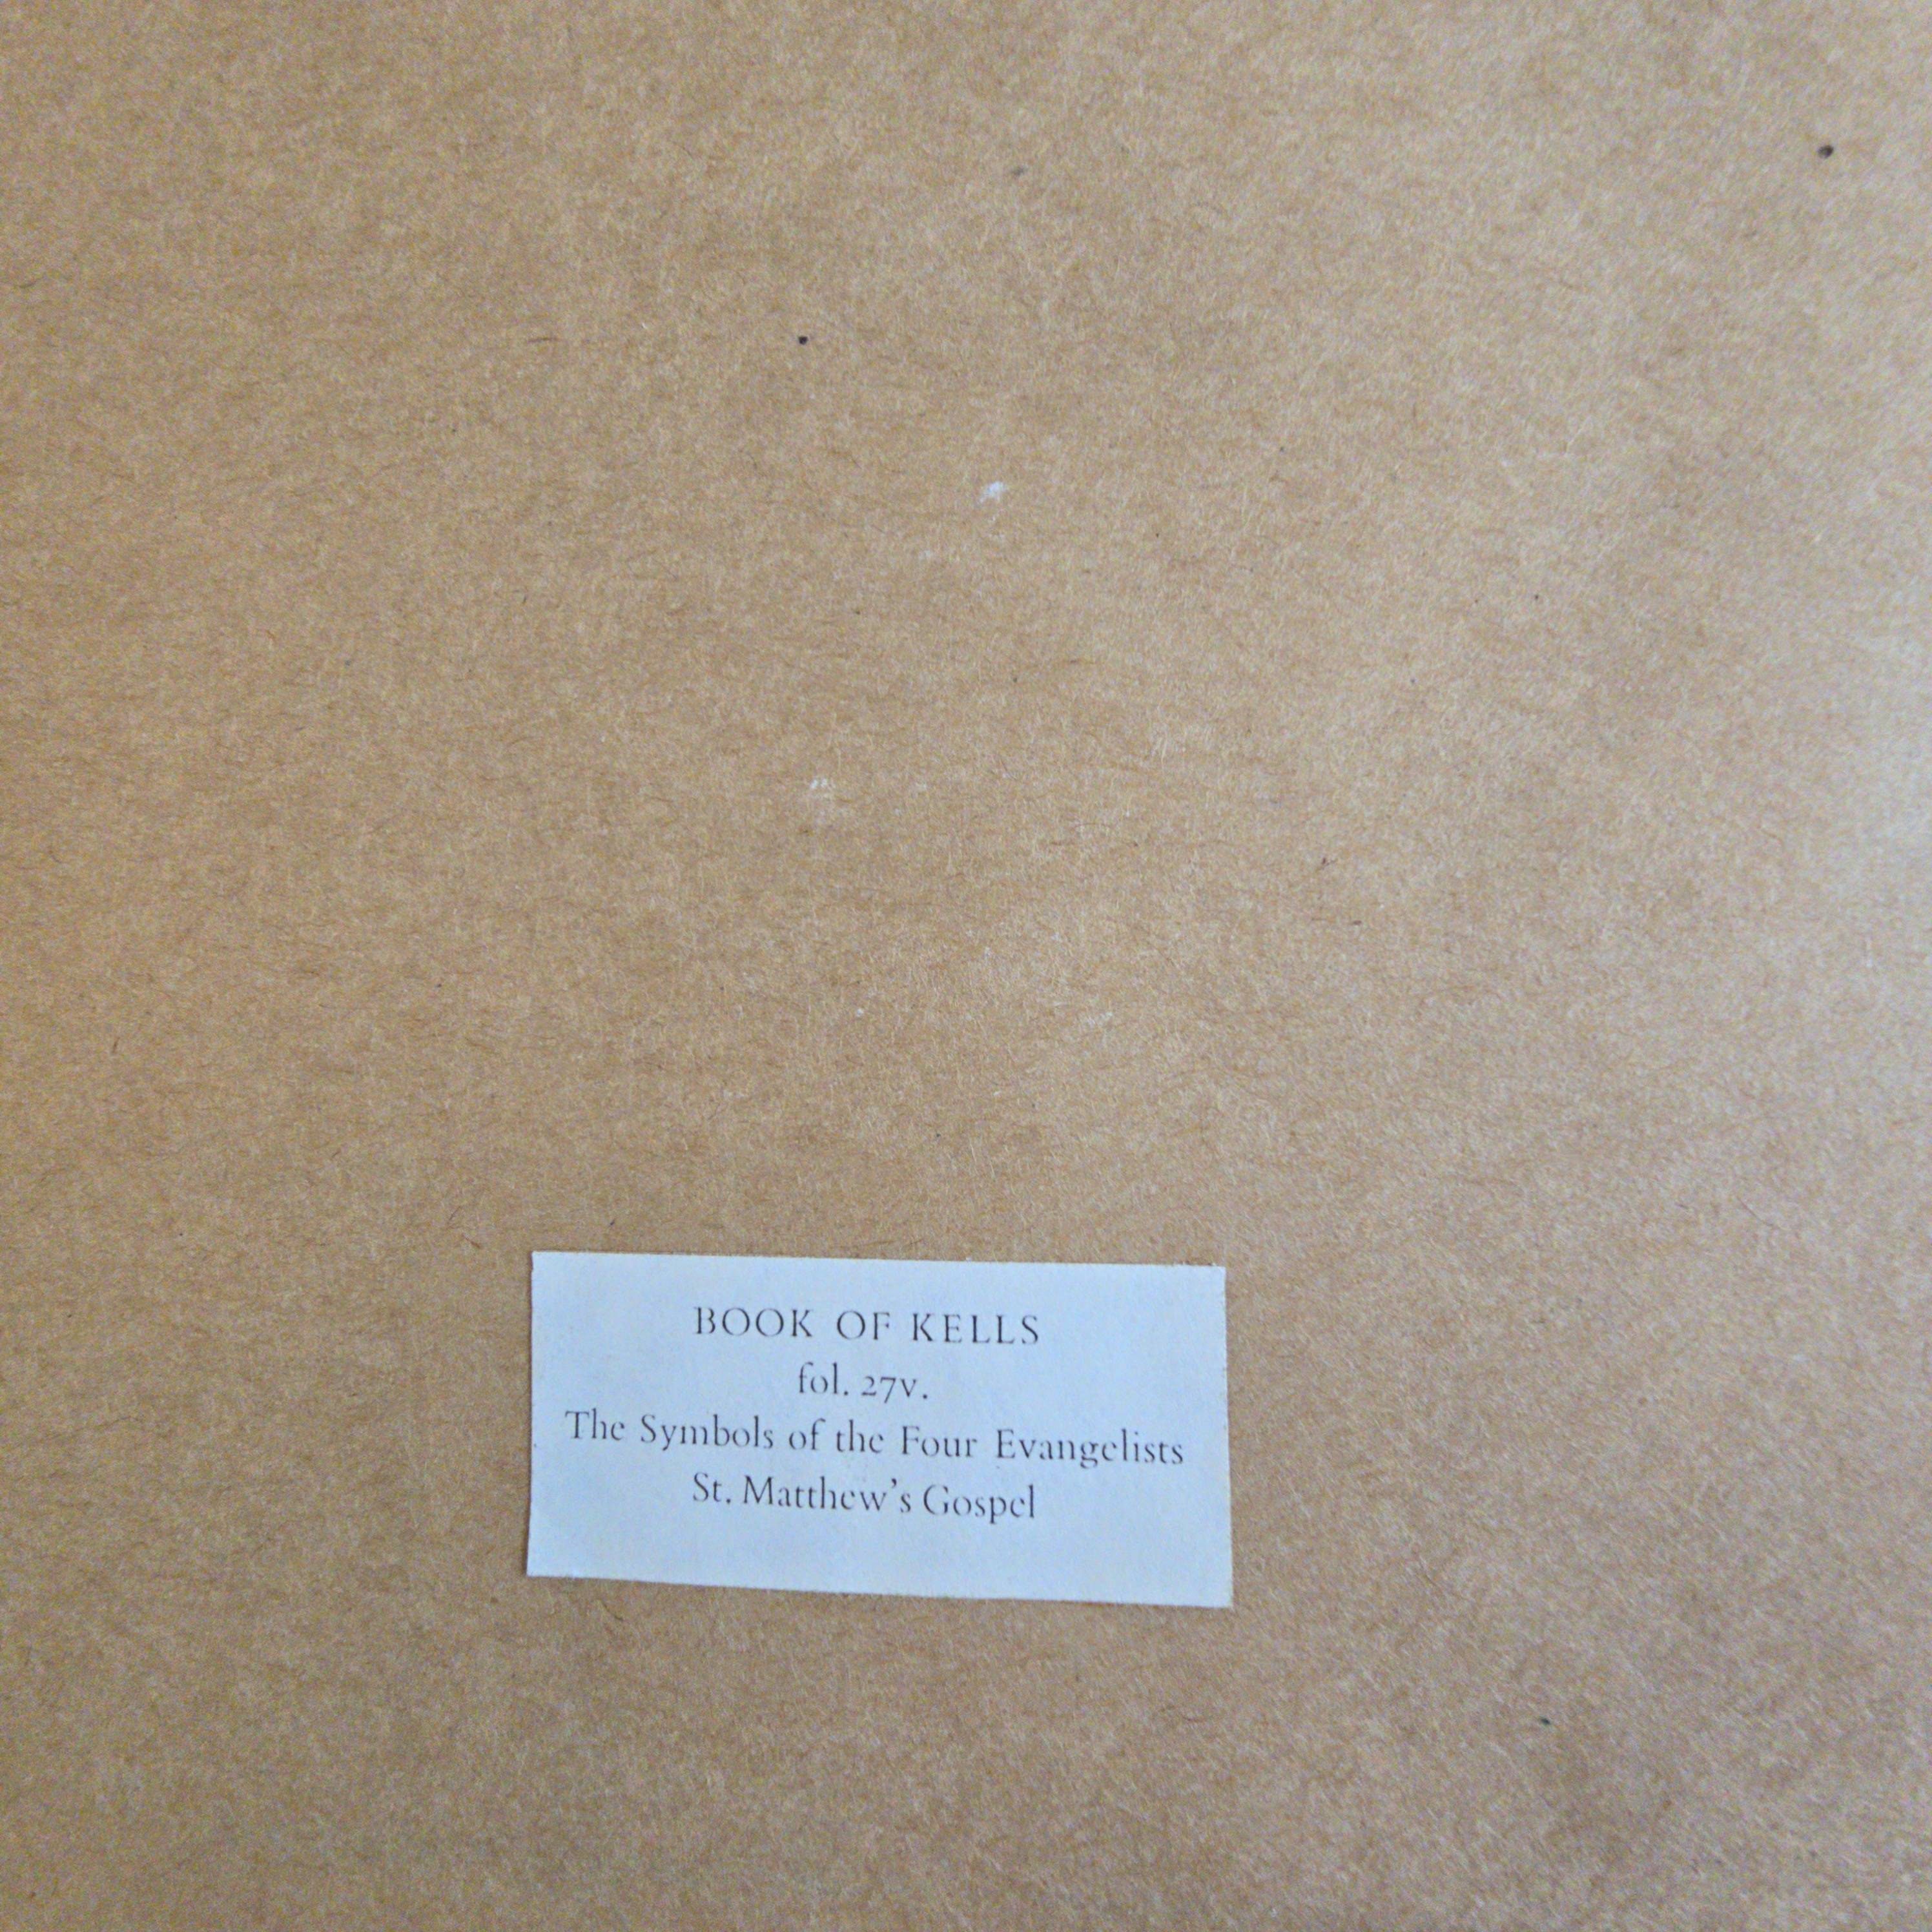 BOOK OF KELLS
fol. 27v.
The Symbols of the Four Evangelists
St. Matthew's Gospel